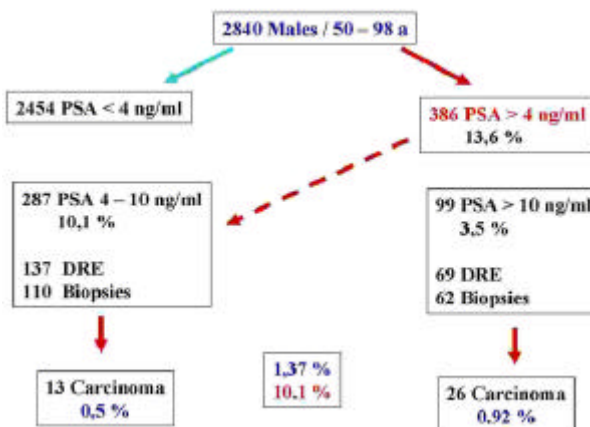 2840 Males / 50 – 98 a
2454 PSA < 4 ng/ml
386 PSA > 4 ng/ml
13,6 %
287 PSA 4 – 10 ng/ml
10,1 %
137 DRE
110 Biopsies
99 PSA > 10 ng/ml
3,5 %
69 DRE
62 Biopsies
13 Carcinoma
0,5 %
1,37 %
10,1 %
26 Carcinoma
0,92 %